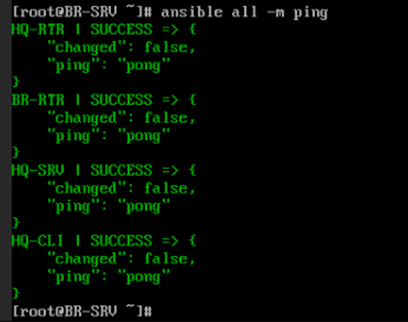 [root@BR-SRV ~]# ansible all -m ping
HQ-RTR | SUCCESS => {
    "changed": false,
    "ping": "pong"
}
BR-RTR | SUCCESS => {
    "changed": false,
    "ping": "pong"
}
HQ-SRV | SUCCESS => {
    "changed": false,
    "ping": "pong"
}
HQ-CLI | SUCCESS => {
    "changed": false,
    "ping": "pong"
}
[root@BR-SRV ~]#